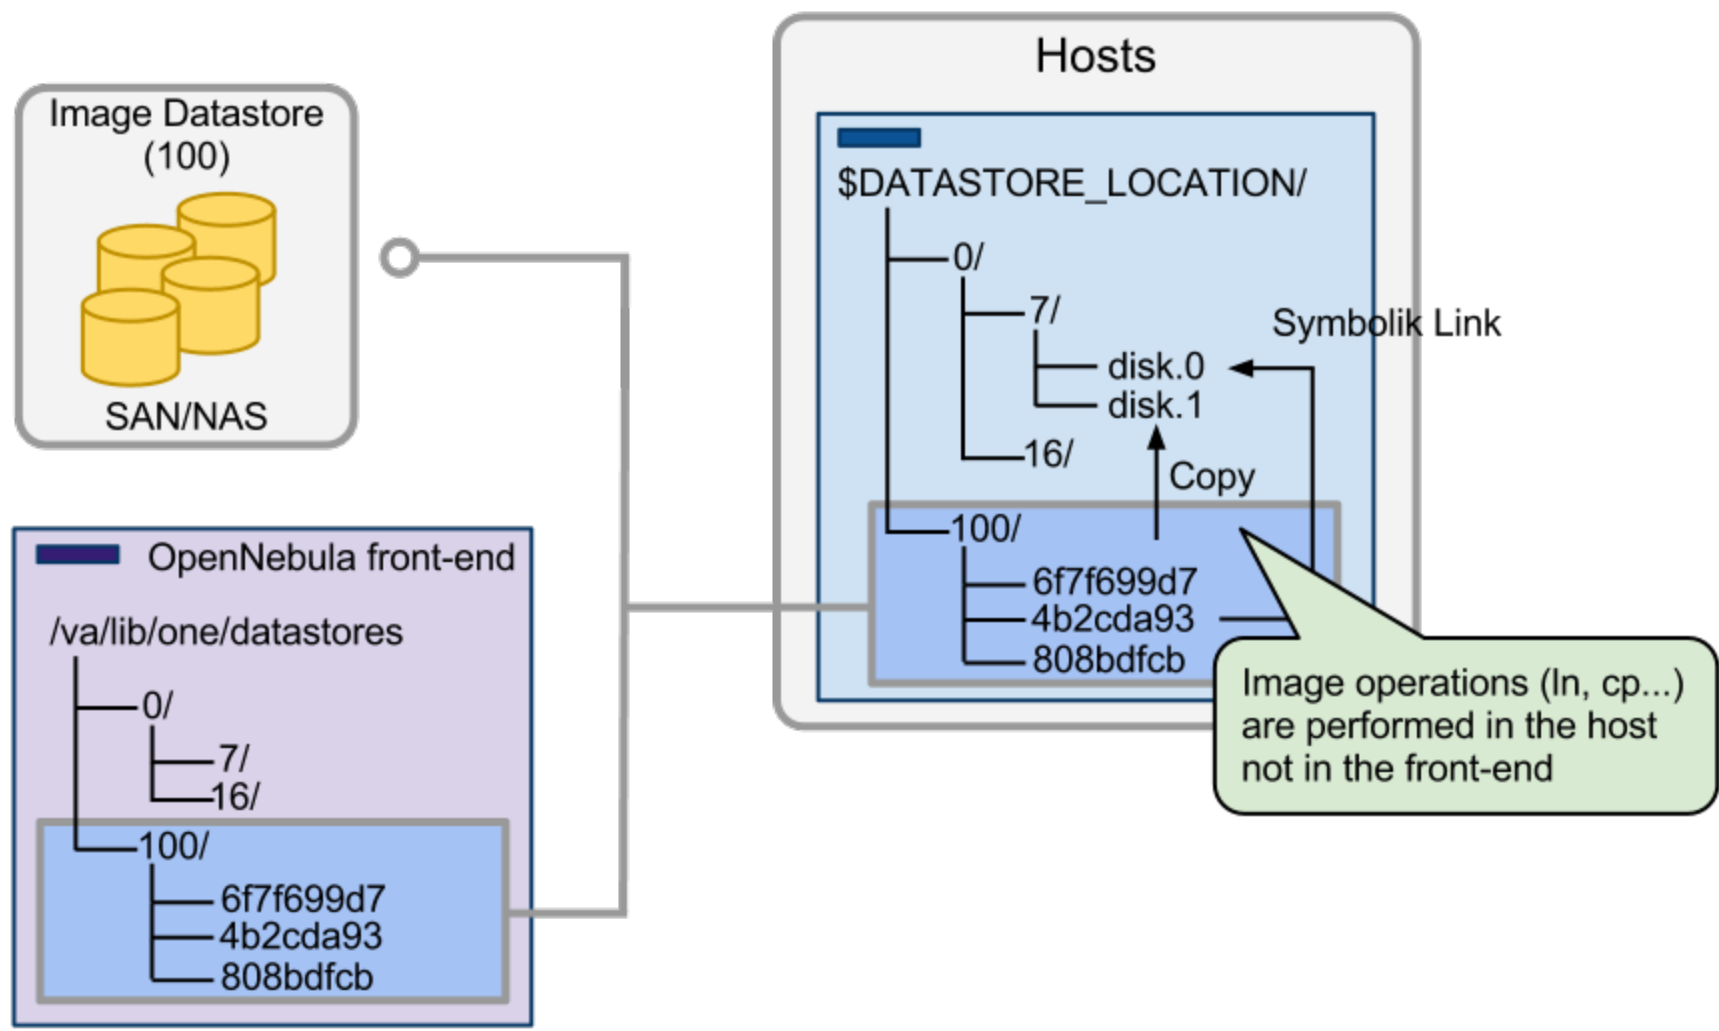 Image Datastore
(100)
SAN/NAS
OpenNebula front-end
/va/lib/one/datastores
0/
7/
16/
100/
6f7f699d7
4b2cda93
808bdfcb
Hosts
$DATASTORE_LOCATION/
0/
7/
disk.0
disk.1
16/
Symbolik Link
Copy
100/
6f7f699d7
4b2cda93
808bdfcb
Image operations (ln, cp...)
are performed in the host
not in the front-end